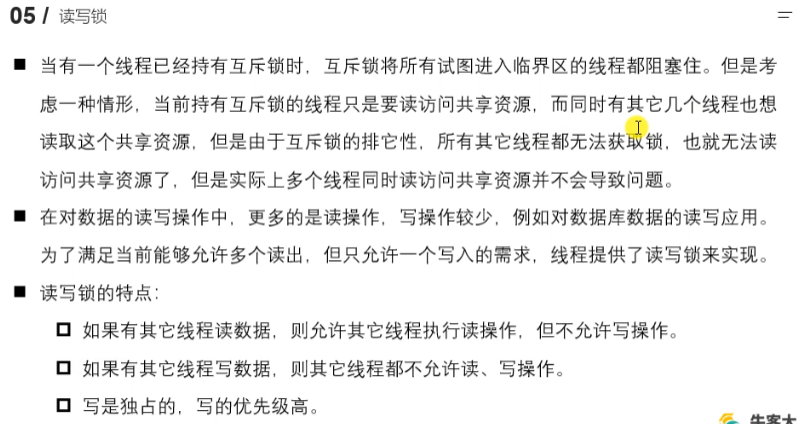 05 / 读写锁
■ 当有一个线程已经持有互斥锁时，互斥锁将所有试图进入临界区的线程都阻塞住。但是考
虑一种情形，当前持有互斥锁的线程只是要读访问共享资源，而同时有其它几个线程也想
读取这个共享资源，但是由于互斥锁的排它性，所有其它线程都无法获取锁，也就无法读
访问共享资源了，但是实际上多个线程同时读访问共享资源并不会导致问题。
■ 在对数据的读写操作中，更多的是读操作，写操作较少，例如对数据库数据的读写应用。
为了满足当前能够允许多个读出，但只允许一个写入的需求，线程提供了读写锁来实现。
■ 读写锁的特点：
□ 如果有其它线程读数据，则允许其它线程执行读操作，但不允许写操作。
□ 如果有其它线程写数据，则其它线程都不允许读、写操作。
□ 写是独占的，写的优先级高。
牛客大